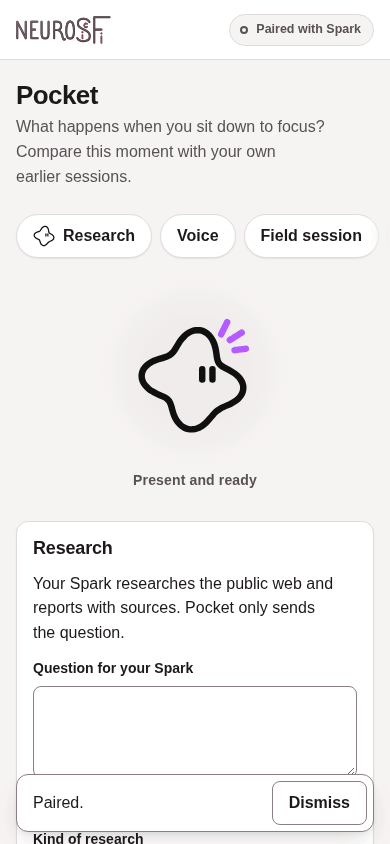 NEUROSCiFi
Paired with Spark
Pocket
What happens when you sit down to focus?
Compare this moment with your own
earlier sessions.
Research
Voice
Field session
Present and ready
Research
Your Spark researches the public web and
reports with sources. Pocket only sends
the question.
Question for your Spark
Paired.
Dismiss
Kind of research